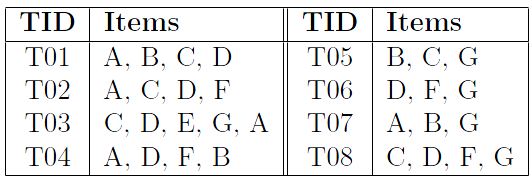 TID Items TID Items
T01 A, B, C, D T05 B, C, G
T02 A, C, D, F T06 D, F, G
T03 C, D, E, G, A T07 A, B, G
T04 A, D, F, B T08 C, D, F, G